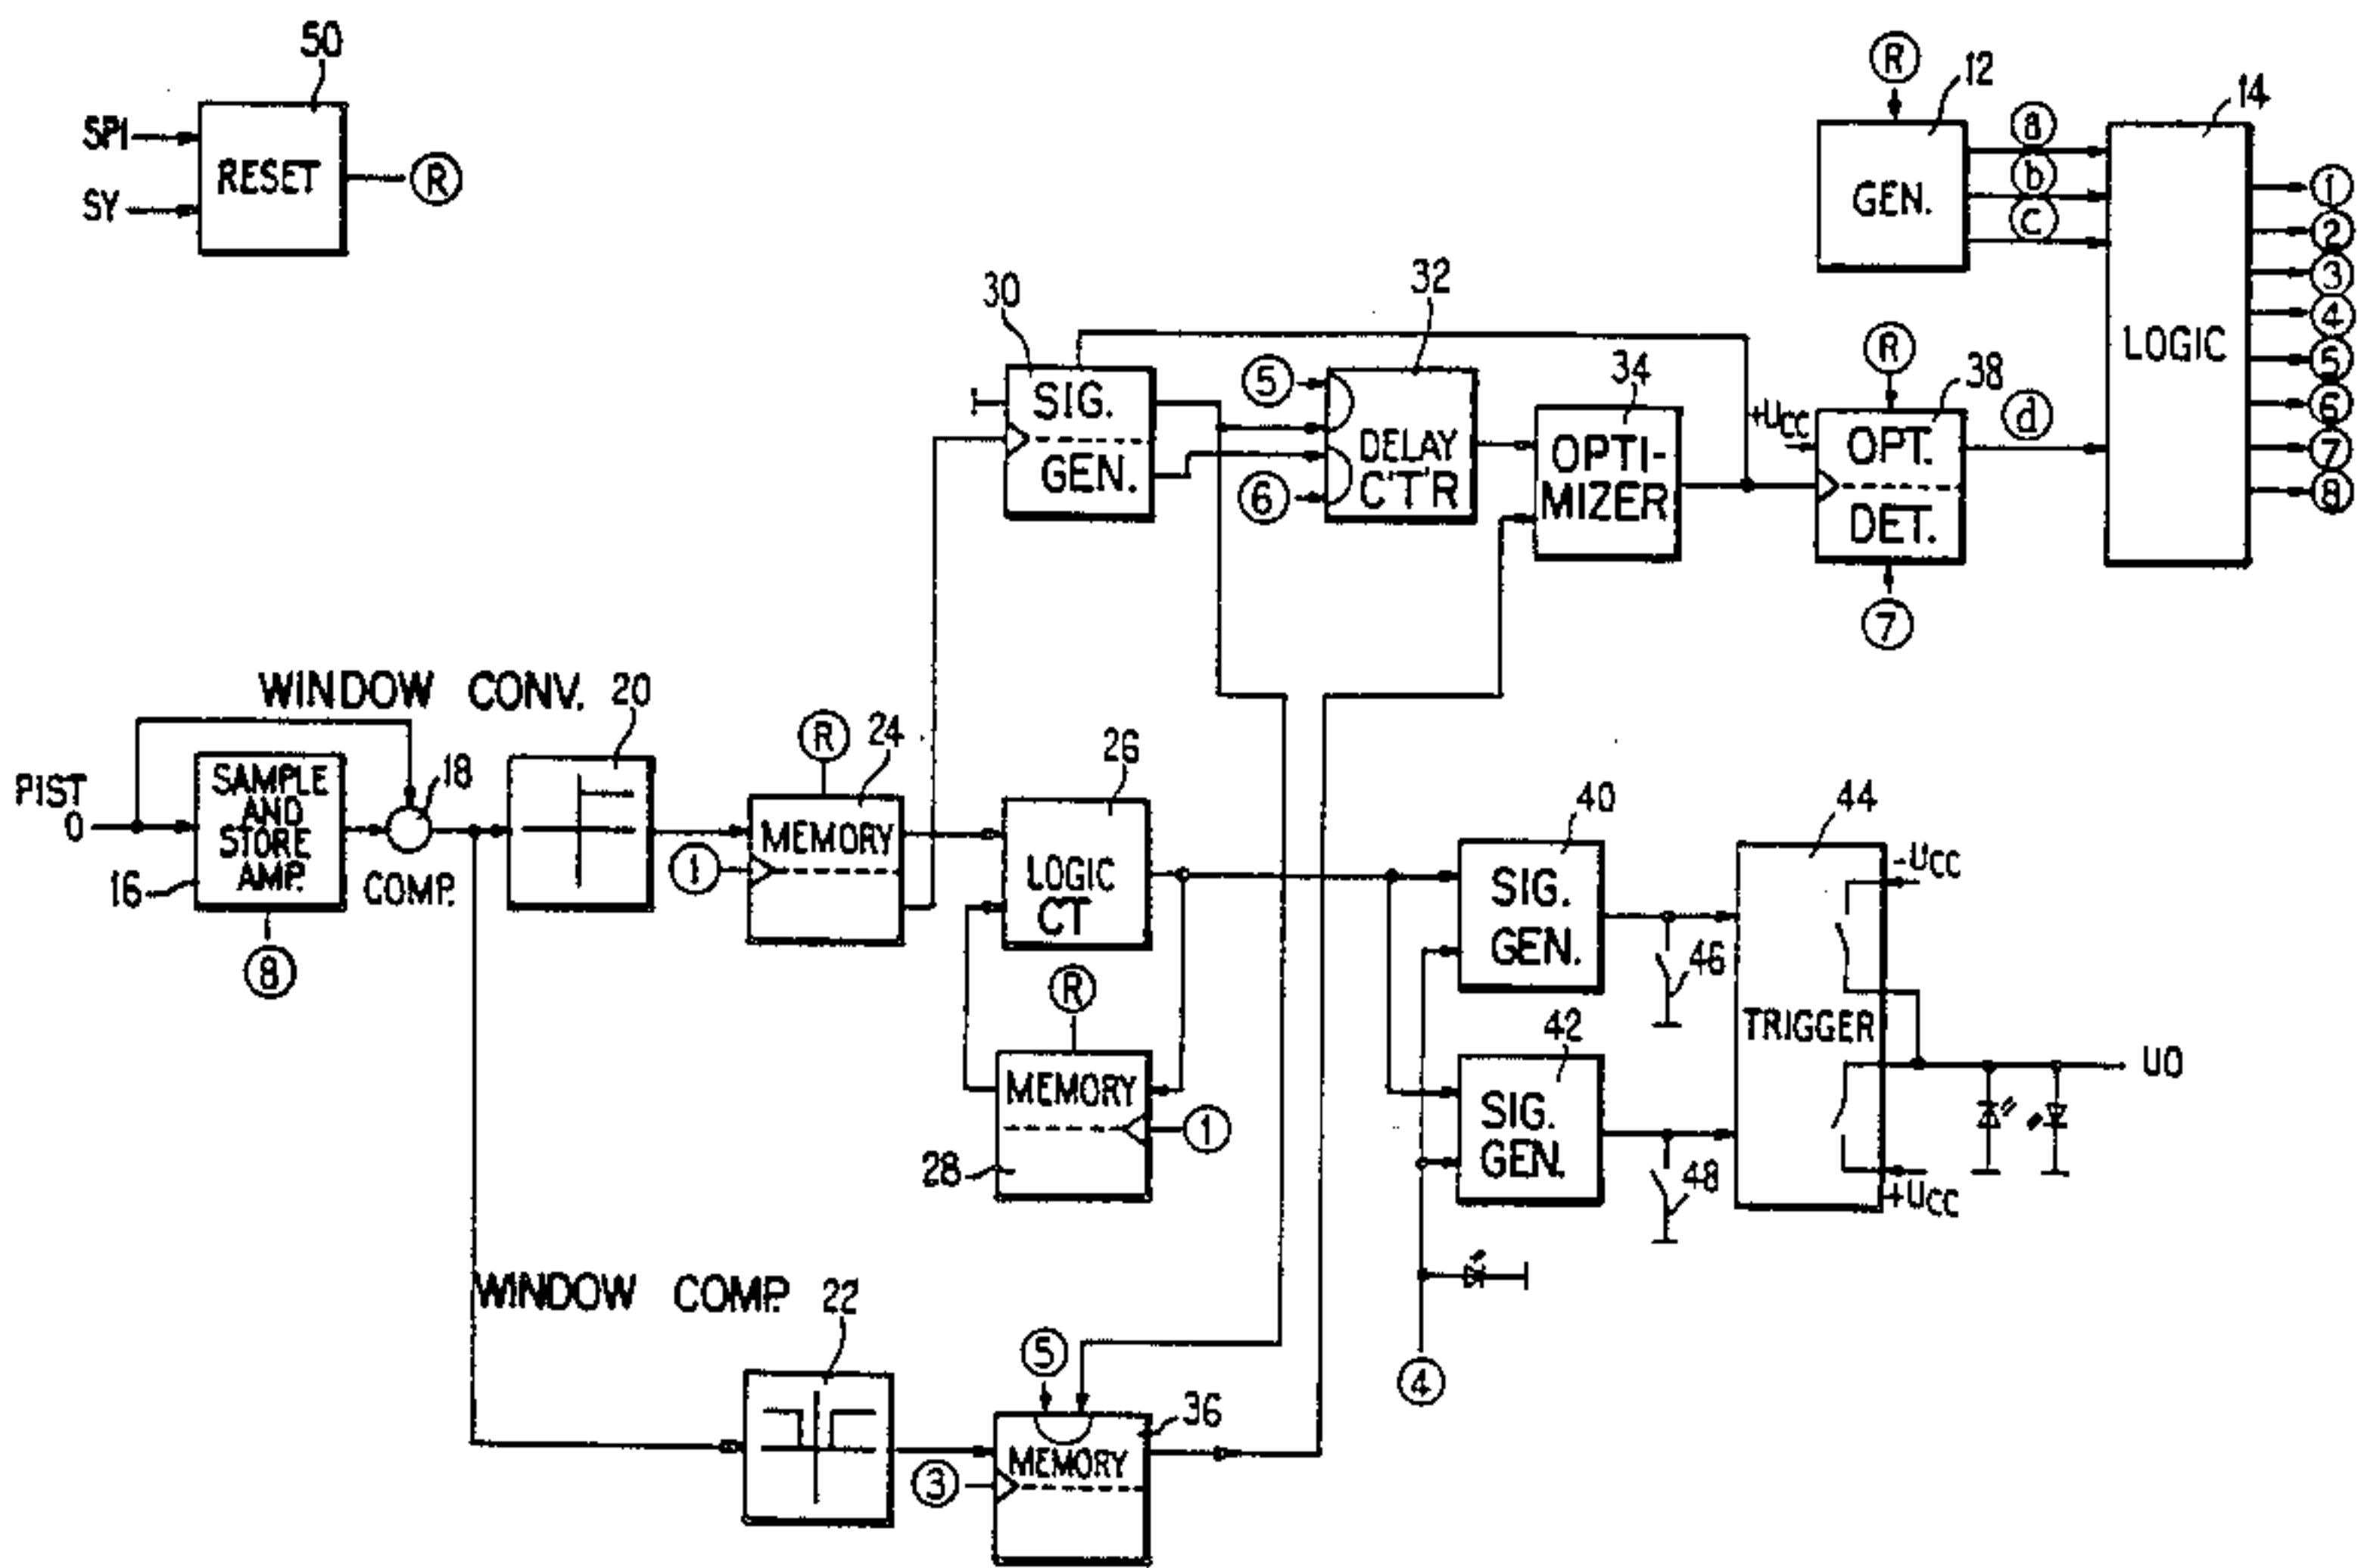 50
SPI
SY
RESET
R
R
12
GEN.
a
b
c
14
LOGIC
1
2
3
4
5
6
7
8
30
SIG.
GEN.
32
5
6
DELAY
CTR
34
OPTI-
MIZER
+UCC
R
38
OPT.
DET.
d
7
WINDOW CONV.
20
PIST
0
SAMPLE
AND
STORE
AMP.
16
8
18
COMP.
R
24
MEMORY
1
26
LOGIC
CT
R
MEMORY
1
28
40
SIG.
GEN.
42
SIG.
GEN.
46
48
44
TRIGGER
-UCC
+UCC
UO
4
WINDOW COMP.
22
5
3
MEMORY
36